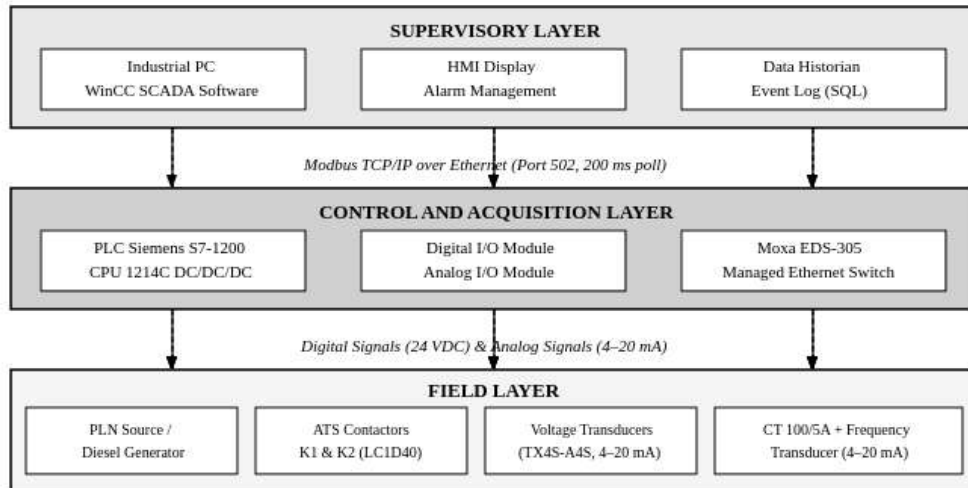 SUPERVISORY LAYER
Industrial PC
WinCC SCADA Software
HMI Display
Alarm Management
Data Historian
Event Log (SQL)
Modbus TCP/IP over Ethernet (Port 502, 200 ms poll)
CONTROL AND ACQUISITION LAYER
PLC Siemens S7-1200
CPU 1214C DC/DC/DC
Digital I/O Module
Analog I/O Module
Moxa EDS-305
Managed Ethernet Switch
Digital Signals (24 VDC) & Analog Signals (4–20 mA)
FIELD LAYER
PLN Source /
Diesel Generator
ATS Contactors
K1 & K2 (LC1D40)
Voltage Transducers
(TX4S-A4S, 4–20 mA)
CT 100/5A + Frequency
Transducer (4–20 mA)